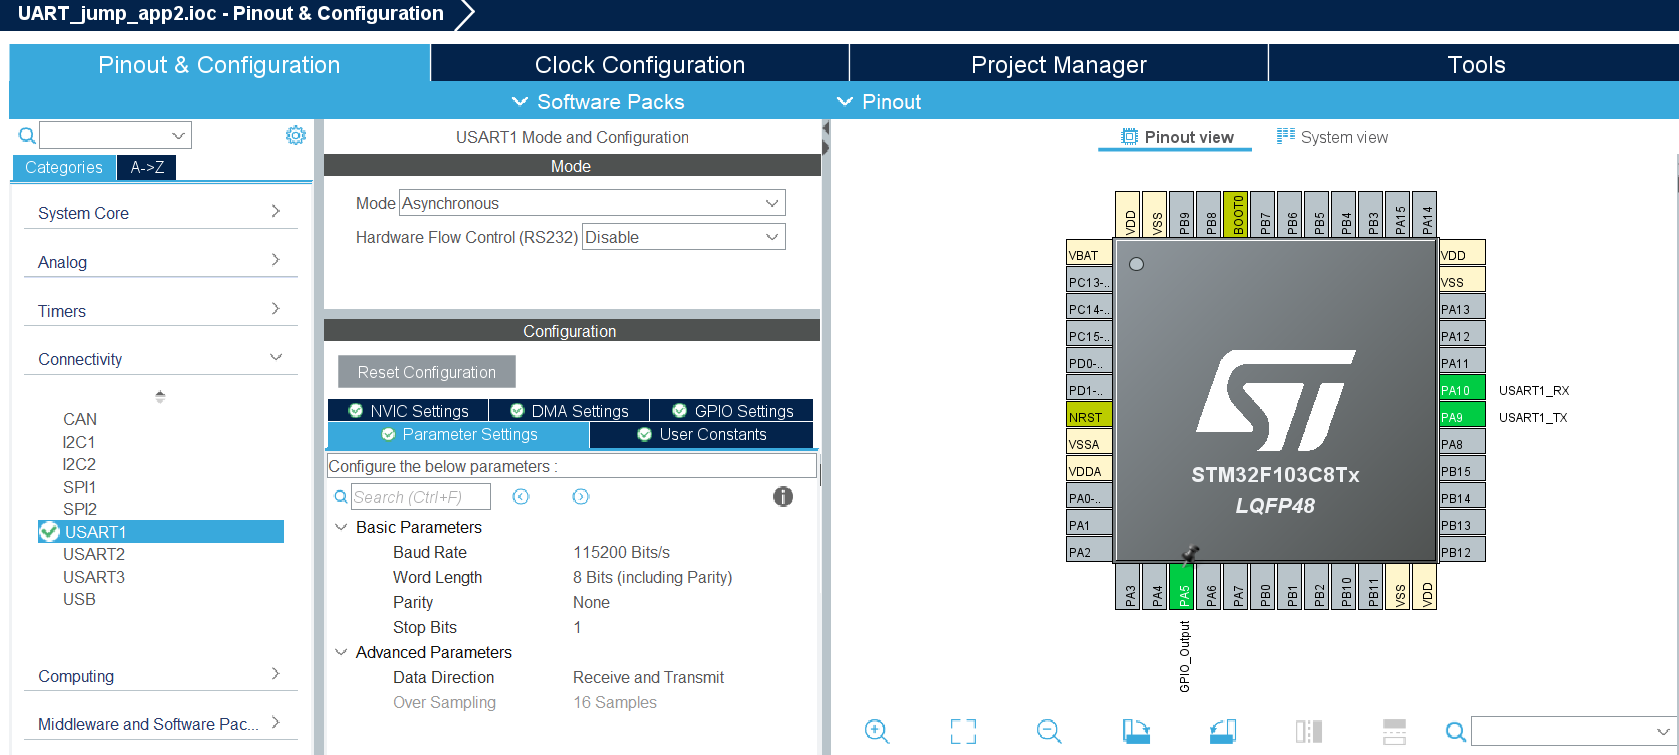 UART_jump_app2.ioc - Pinout & Configuration
Pinout & Configuration
Clock Configuration
Project Manager
Tools
Software Packs
Pinout
Categories
A->Z
System Core
Analog
Timers
Connectivity
CAN
I2C1
I2C2
SPI1
SPI2
USART1
USART2
USART3
USB
Computing
Middleware and Software Pac...
USART1 Mode and Configuration
Mode
Mode Asynchronous
Hardware Flow Control (RS232) Disable
Configuration
Reset Configuration
NVIC Settings
DMA Settings
GPIO Settings
Parameter Settings
User Constants
Configure the below parameters :
Search (Ctrl+F)
Basic Parameters
Baud Rate 115200 Bits/s
Word Length 8 Bits (including Parity)
Parity None
Stop Bits 1
Advanced Parameters
Data Direction Receive and Transmit
Over Sampling 16 Samples
Pinout view
System view
VDD
VSS
PB9
PB8
BOOT0
PB7
PB6
PB5
PB4
PB3
PA15
PA14
VBAT
PC13-..
PC14-..
PC15-..
PD0-..
PD1-..
NRST
VSSA
VDDA
PA0-..
PA1
PA2
ST
STM32F103C8Tx
LQFP48
VDD
VSS
PA13
PA12
PA11
PA10 USART1_RX
PA9 USART1_TX
PA8
PB15
PB14
PB13
PB12
PA3
PA4
PA5
PA6
PA7
PB0
PB1
PB2
PB10
PB11
VSS
VDD
GPIO_Output